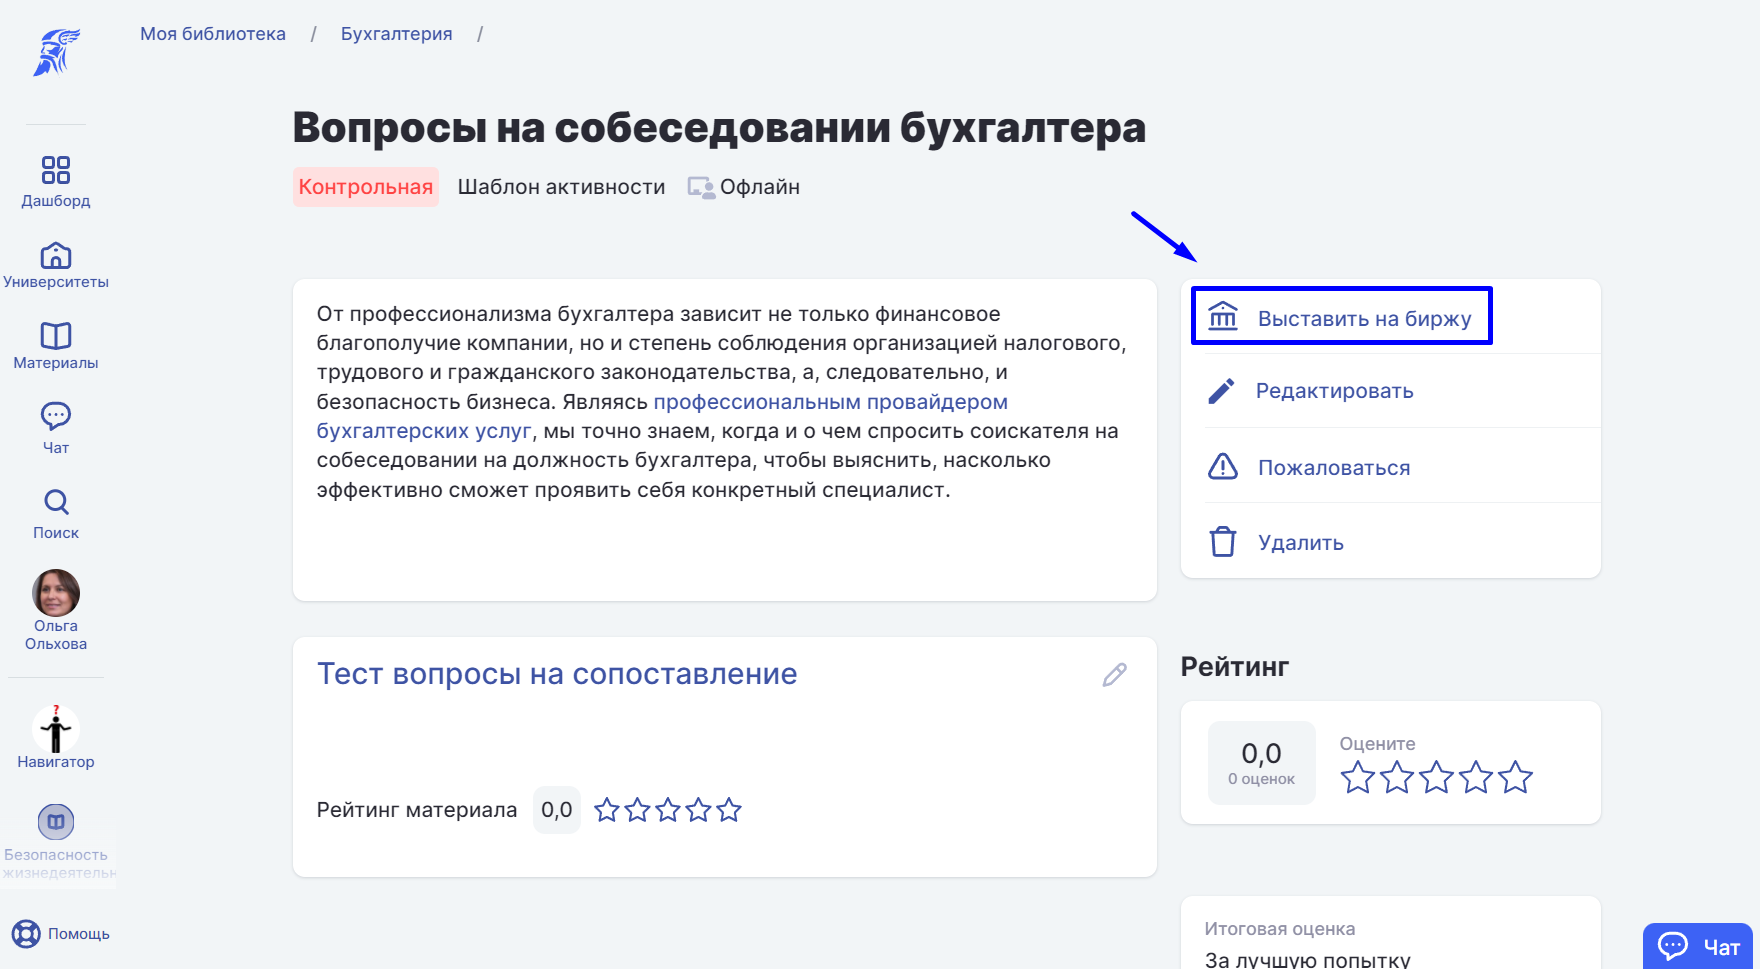 Моя библиотека / Бухгалтерия /
Вопросы на собеседовании бухгалтера
Контрольная Шаблон активности Офлайн
Дашборд
Университеты
Материалы
Чат
Поиск
Ольга
Ольхова
?
Навигатор
Безопасность
жизнедеятельн
Помощь
От профессионализма бухгалтера зависит не только финансовое
благополучие компании, но и степень соблюдения организацией налогового,
трудового и гражданского законодательства, а, следовательно, и
безопасность бизнеса. Являясь профессиональным провайдером
бухгалтерских услуг, мы точно знаем, когда и о чем спросить соискателя на
собеседовании на должность бухгалтера, чтобы выяснить, насколько
эффективно сможет проявить себя конкретный специалист.
Выставить на биржу
Редактировать
Пожаловаться
Удалить
Тест вопросы на сопоставление
Рейтинг материала 0,0
Рейтинг
0,0
0 оценок
Оцените
Итоговая оценка
За лучшую попытку
Чат